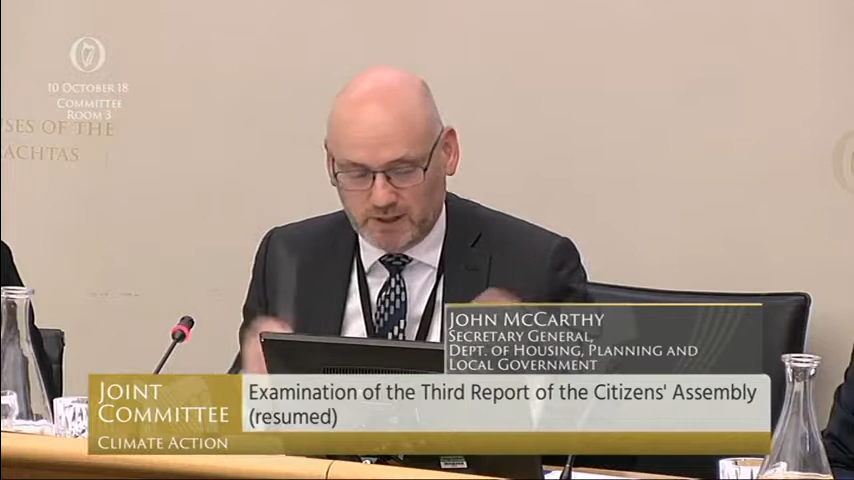 10 October 18
Committee
Room 3
SES OF THE
ACHTAS
John McCarthy
Secretary General,
Dept. of Housing, Planning and
Local Government
Joint
Committee
Climate Action
Examination of the Third Report of the Citizens' Assembly
(resumed)